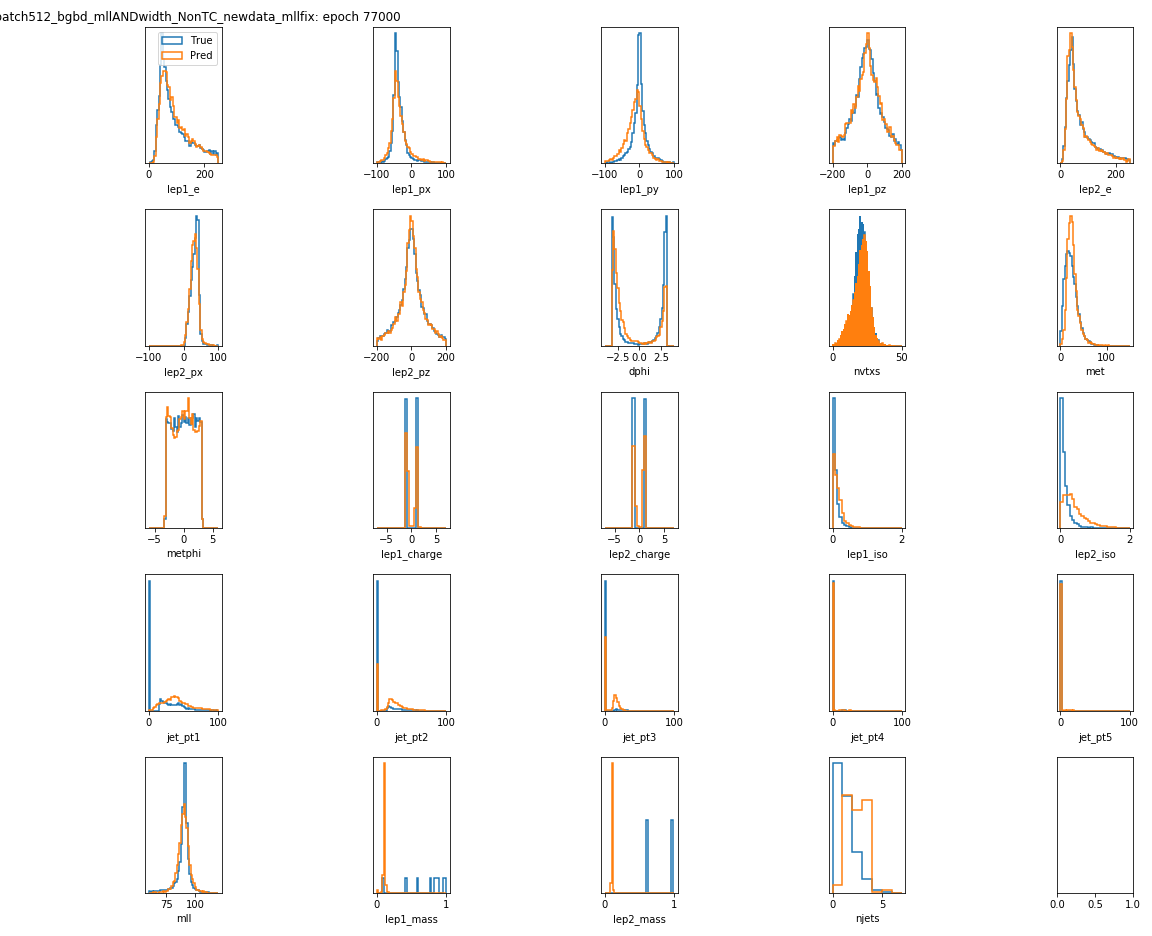 batch512_bgbd_mllANDwidth_NonTC_newdata_mllfix: epoch 77000
True
Pred
0 200
lep1_e
−100 0 100
lep1_px
−100 0 100
lep1_py
−200 0 200
lep1_pz
0 200
lep2_e
−100 0 100
lep2_px
−200 0 200
lep2_pz
−2.5 0.0 2.5
dphi
0 50
nvtxs
0 100
met
−5 0 5
metphi
−5 0 5
lep1_charge
−5 0 5
lep2_charge
0 2
lep1_iso
0 2
lep2_iso
0 100
jet_pt1
0 100
jet_pt2
0 100
jet_pt3
0 100
jet_pt4
0 100
jet_pt5
75 100
mll
0 1
lep1_mass
0 1
lep2_mass
0 5
njets
0.0 0.5 1.0